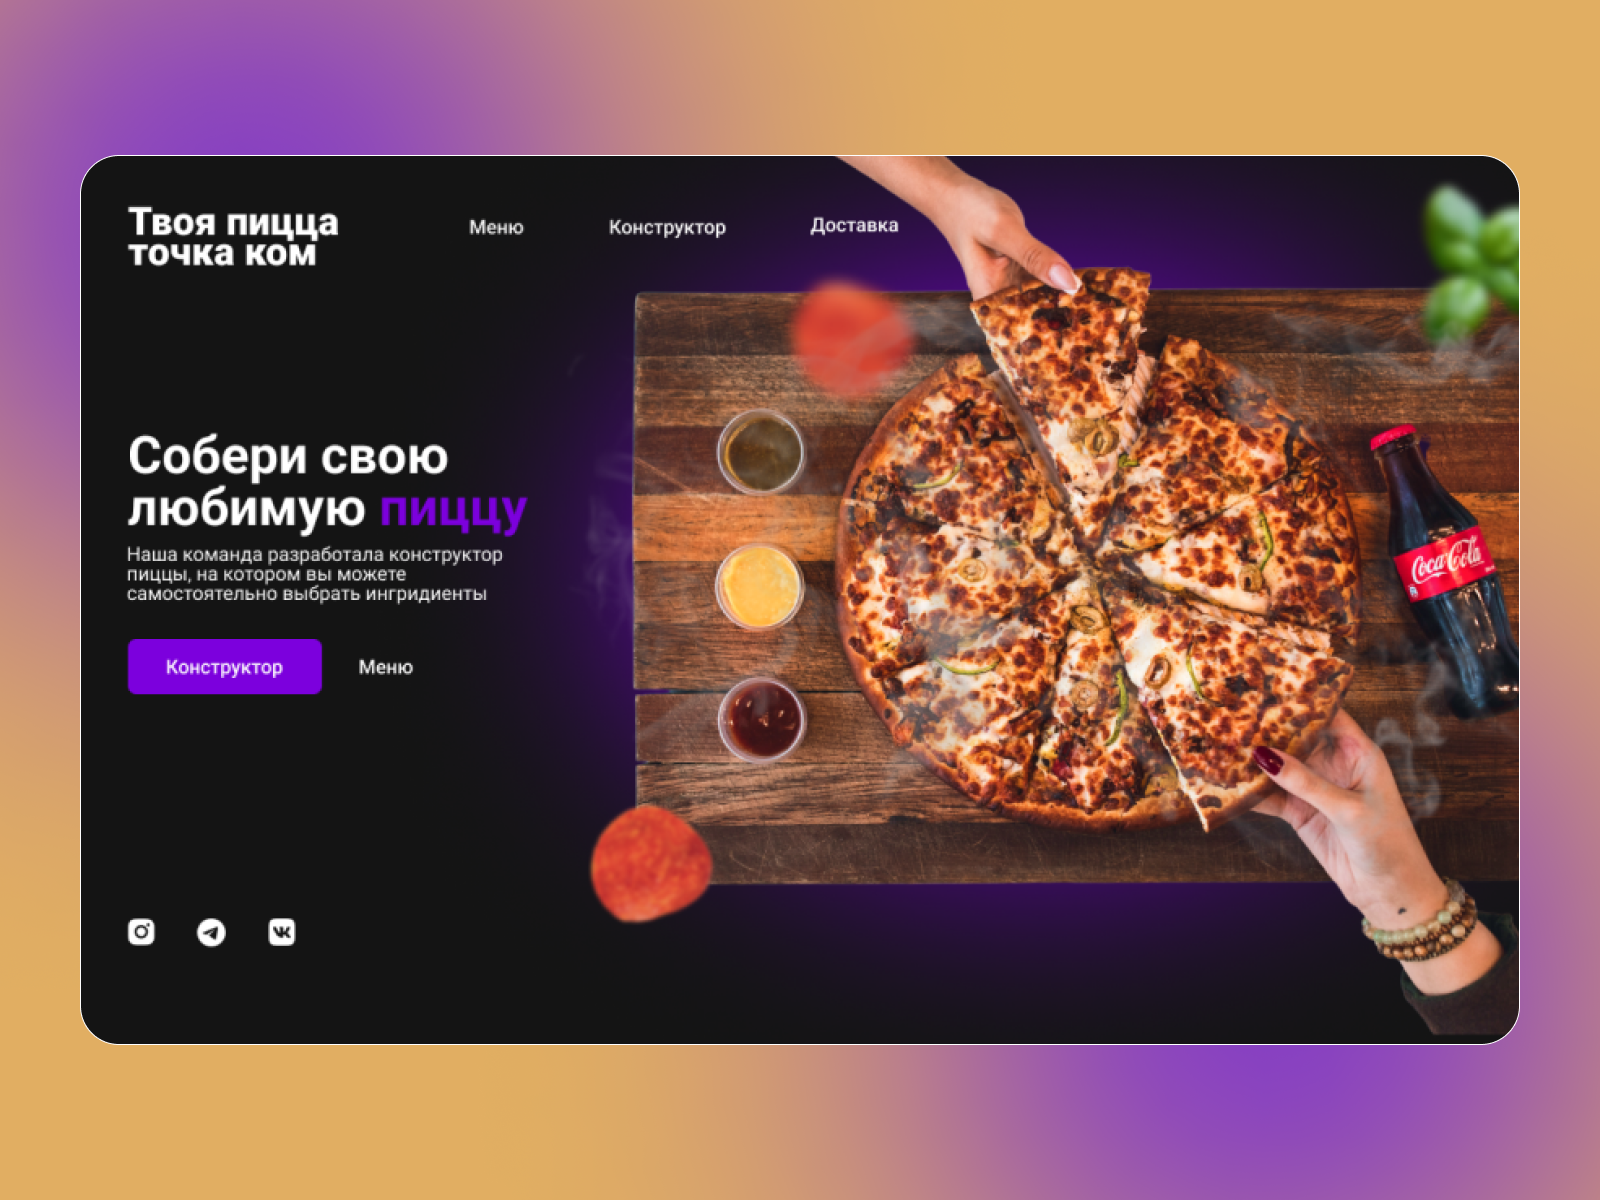 Твоя пицца
точка ком
Меню
Конструктор
Доставка
Собери свою
любимую пиццу
Наша команда разработала конструктор
пиццы, на котором вы можете
самостоятельно выбрать ингридиенты
Конструктор
Меню
Coca-Cola